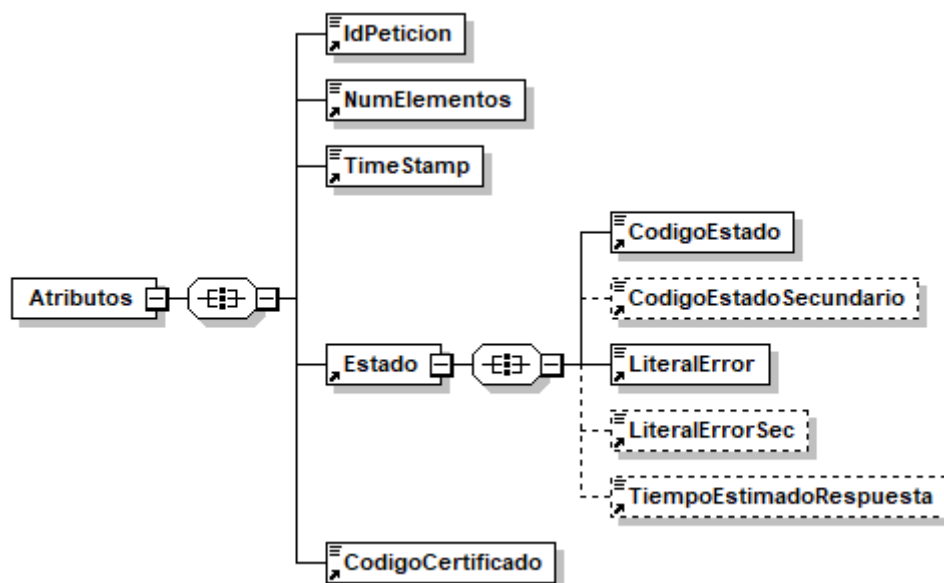 IdPeticion
NumElementos
TimeStamp
CodigoEstado
CodigoEstadoSecundario
Atributos
Estado
LiteralError
LiteralErrorSec
TiempoEstimadoRespuesta
CodigoCertificado